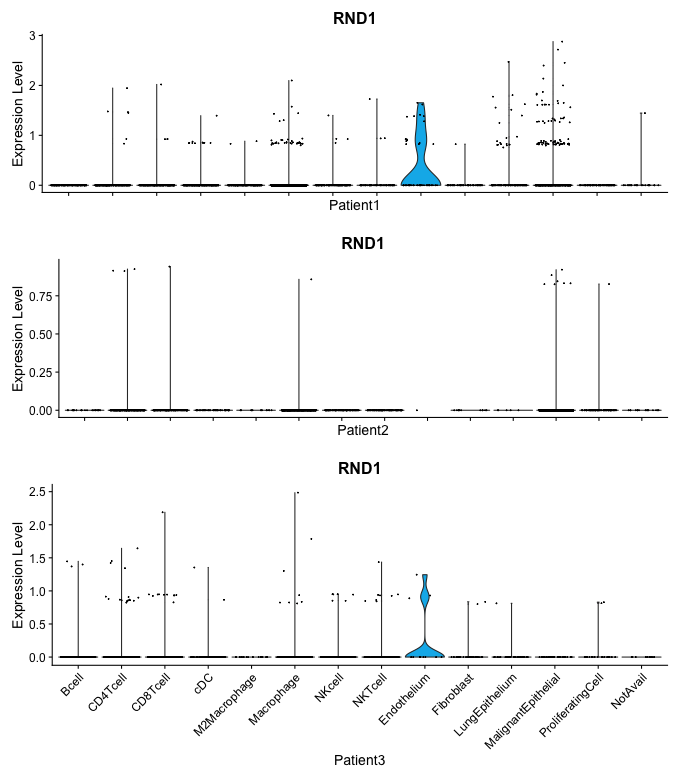 RND1
Expression Level
3
2
1
0
Patient1
RND1
Expression Level
0.75
0.50
0.25
0.00
Patient2
RND1
Expression Level
2.5
2.0
1.5
1.0
0.5
0.0
Bcell
CD4Tcell
CD8Tcell
cDC
M2Macrophage
Macrophage
NKcell
NKTcell
Endothelium
Fibroblast
LungEpithelium
MalignantEpithelial
ProliferatingCell
NotAvail
Patient3